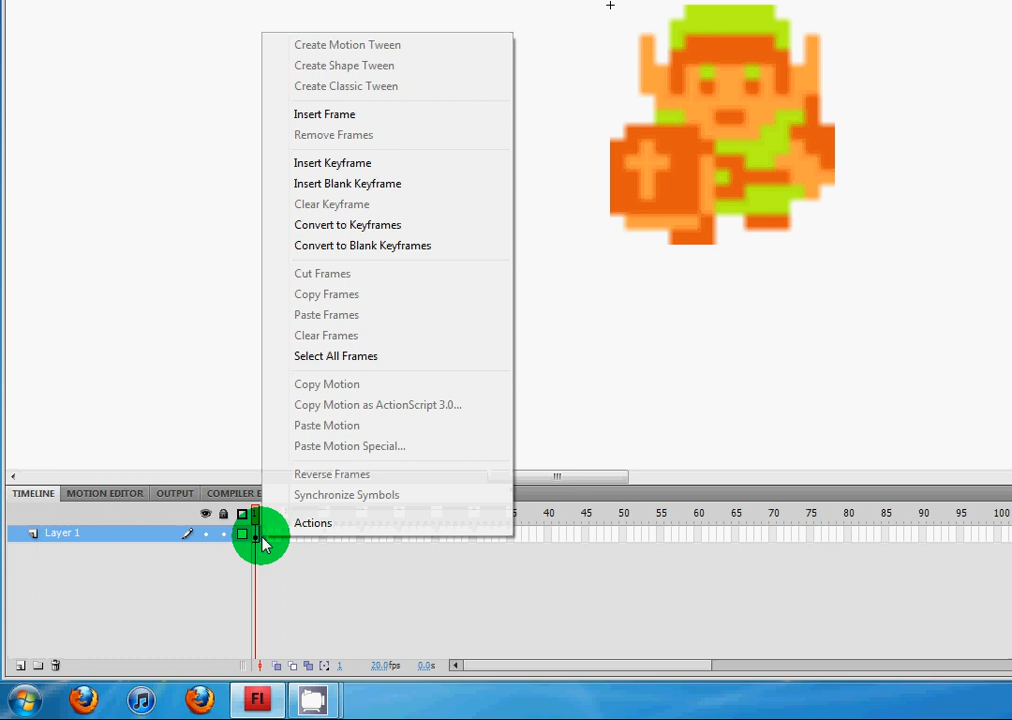 Create Motion Tween
Create Shape Tween
Create Classic Tween
Insert Frame
Remove Frames
Insert Keyframe
Insert Blank Keyframe
Clear Keyframe
Convert to Keyframes
Convert to Blank Keyframes
Cut Frames
Copy Frames
Paste Frames
Clear Frames
Select All Frames
Copy Motion
Copy Motion as ActionScript 3.0...
Paste Motion
Paste Motion Special...
Reverse Frames
Synchronize Symbols
Actions
TIMELINE MOTION EDITOR OUTPUT COMPILER E
40 45 50 55 60 65 70 75 80 85 90 95 100
Layer 1
1 20.0fps 0.0s
Fl